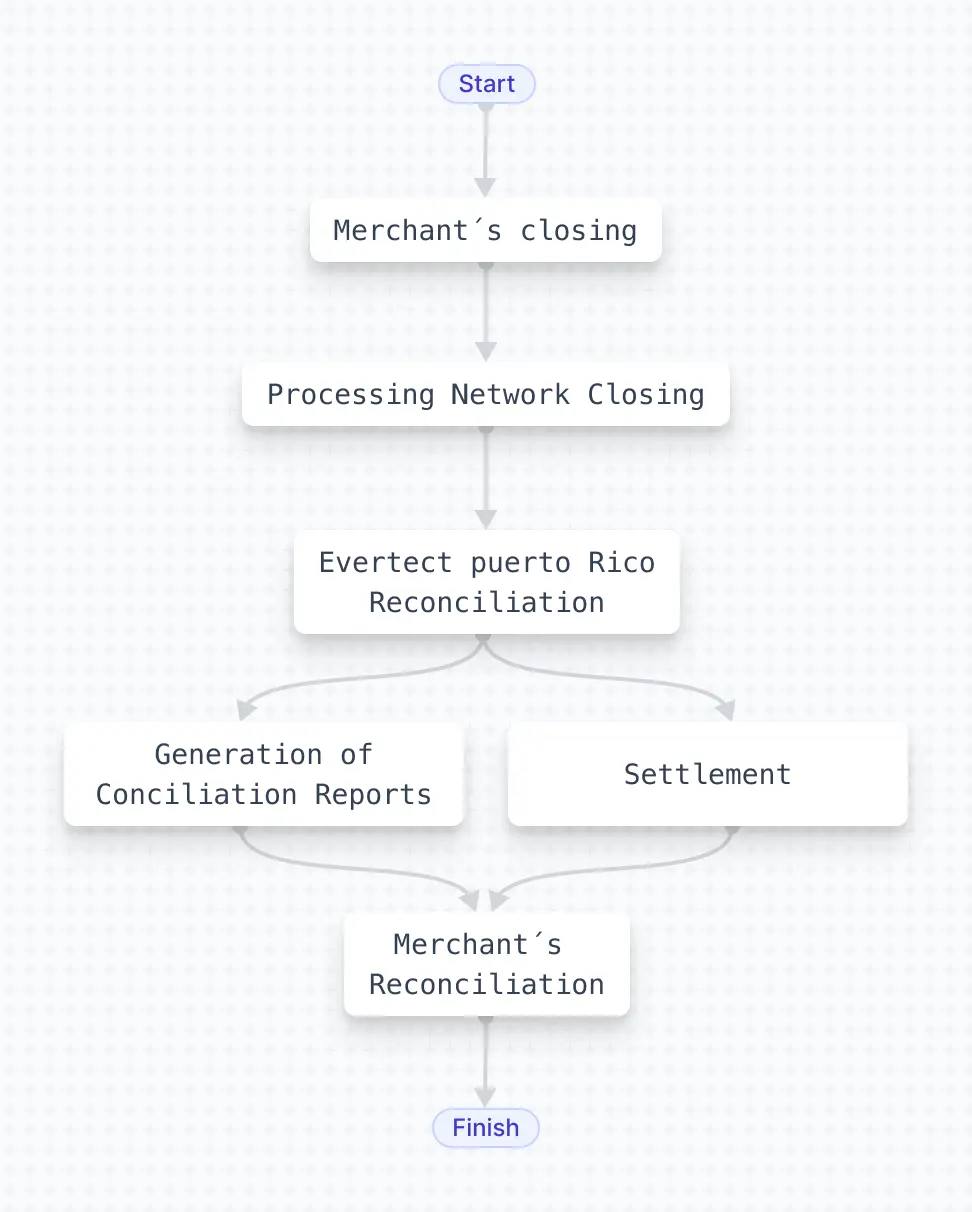 Start
Merchant´s closing
Processing Network Closing
Evertect puerto Rico
Reconciliation
Generation of
Conciliation Reports
Settlement
Merchant´s
Reconciliation
Finish